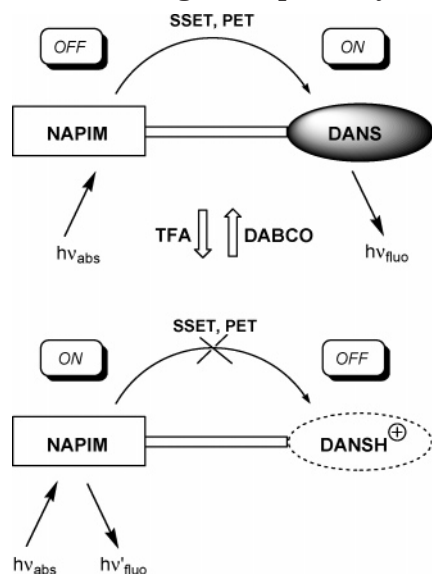 SSET, PET
OFF ON
NAPIM DANS
TFA DABCO
hνabs hνfluo
SSET, PET
ON OFF
NAPIM DANSH⊕
hνabs hν'fluo